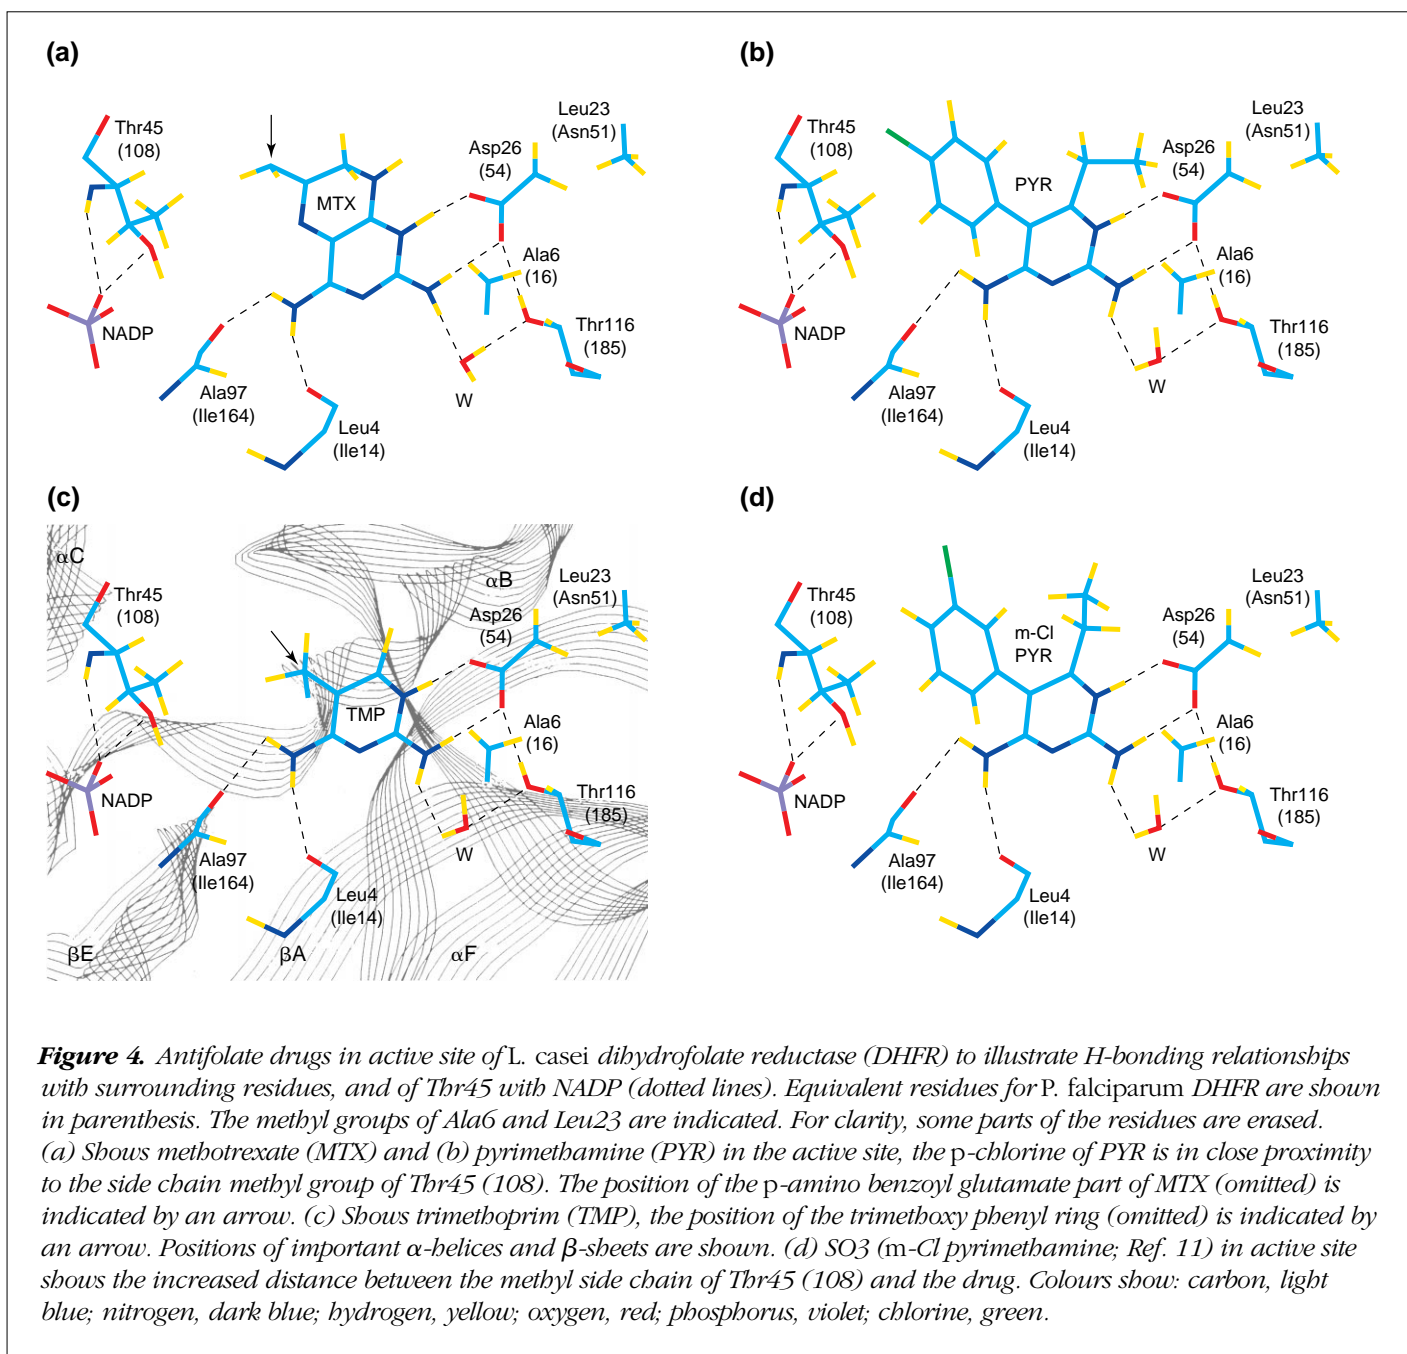 (a)
Thr45
(108)
MTX
Asp26
(54)
Leu23
(Asn51)
Ala6
(16)
NADP
Thr116
(185)
Ala97
(Ile164)
Leu4
(Ile14)
W
(b)
Thr45
(108)
PYR
Asp26
(54)
Leu23
(Asn51)
Ala6
(16)
NADP
Thr116
(185)
Ala97
(Ile164)
Leu4
(Ile14)
W
(c)
αC
Thr45
(108)
αB
Leu23
(Asn51)
Asp26
(54)
TMP
Ala6
(16)
NADP
Thr116
(185)
Ala97
(Ile164)
Leu4
(Ile14)
W
βE
βA
αF
(d)
Thr45
(108)
m-Cl
PYR
Asp26
(54)
Leu23
(Asn51)
Ala6
(16)
NADP
Thr116
(185)
Ala97
(Ile164)
Leu4
(Ile14)
W
Figure 4. Antifolate drugs in active site of L. casei dihydrofolate reductase (DHFR) to illustrate H-bonding relationships
with surrounding residues, and of Thr45 with NADP (dotted lines). Equivalent residues for P. falciparum DHFR are shown
in parenthesis. The methyl groups of Ala6 and Leu23 are indicated. For clarity, some parts of the residues are erased.
(a) Shows methotrexate (MTX) and (b) pyrimethamine (PYR) in the active site, the p-chlorine of PYR is in close proximity
to the side chain methyl group of Thr45 (108). The position of the p-amino benzoyl glutamate part of MTX (omitted) is
indicated by an arrow. (c) Shows trimethoprim (TMP), the position of the trimethoxy phenyl ring (omitted) is indicated by
an arrow. Positions of important α-helices and β-sheets are shown. (d) SO3 (m-Cl pyrimethamine; Ref. 11) in active site
shows the increased distance between the methyl side chain of Thr45 (108) and the drug. Colours show: carbon, light
blue; nitrogen, dark blue; hydrogen, yellow; oxygen, red; phosphorus, violet; chlorine, green.